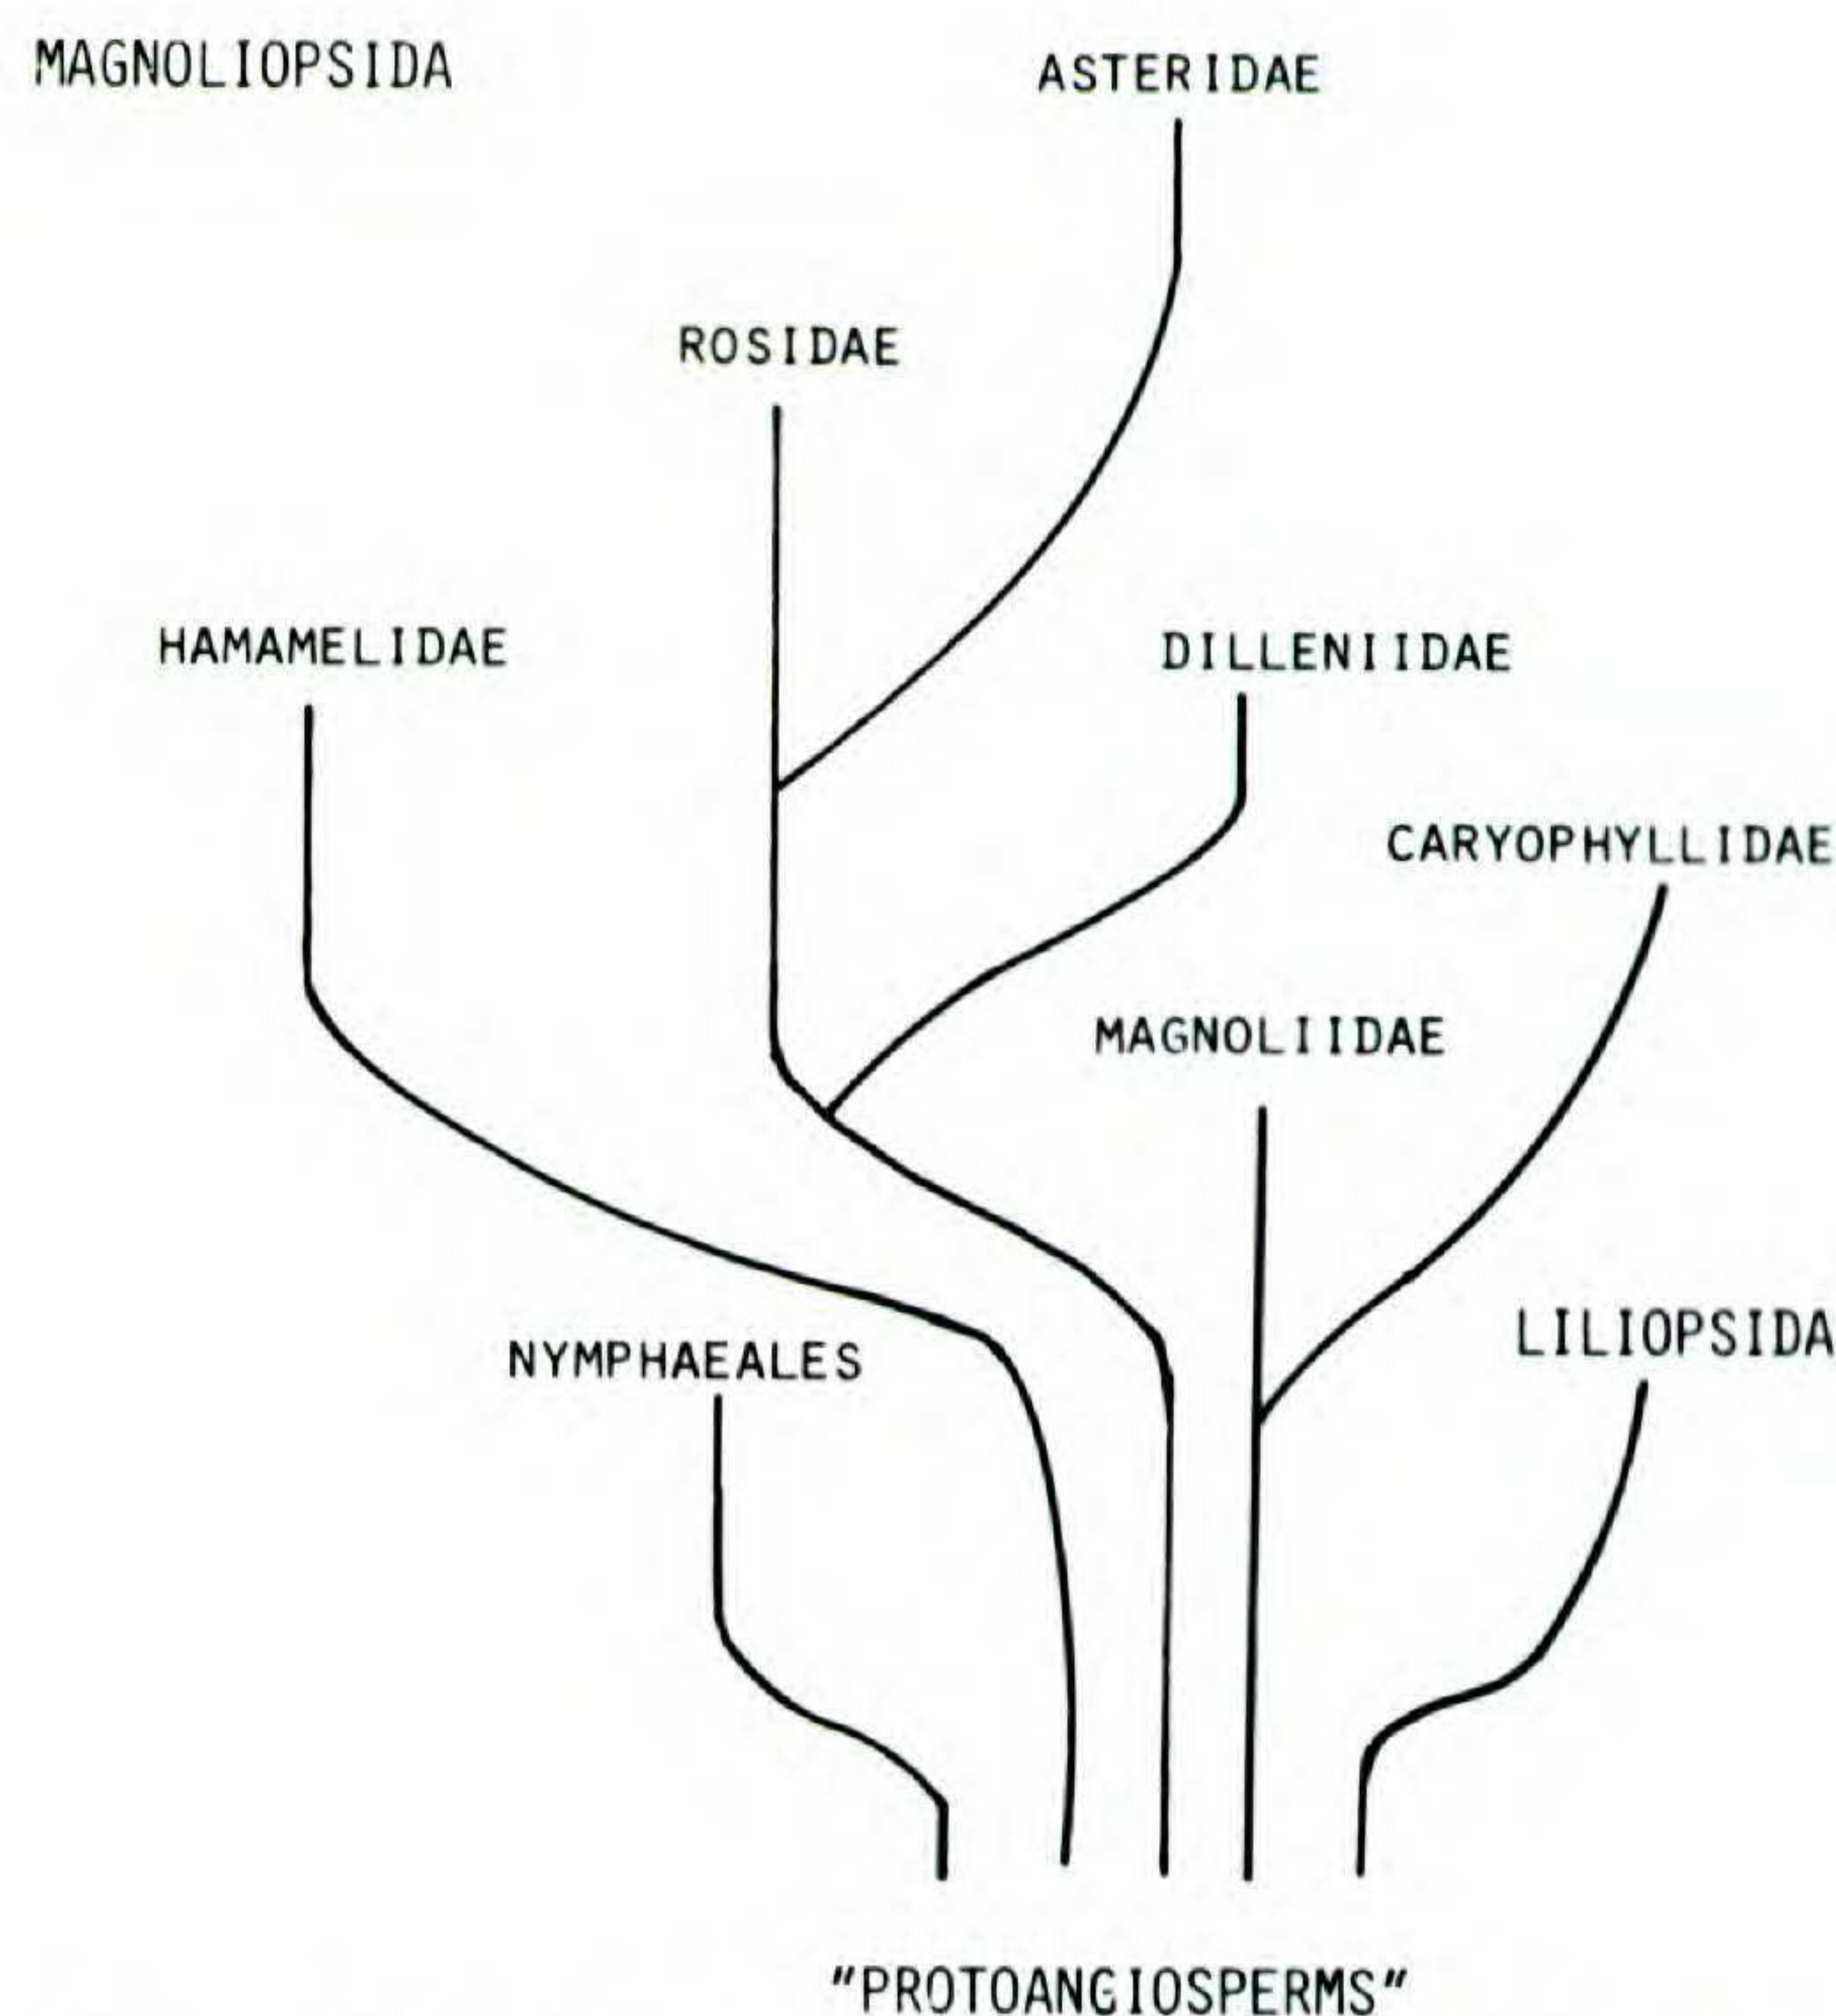 MAGNOLIOPSIDA
ASTERIDAE
ROSIDAE
HAMAMELIDAE
DILLENIIDAE
CARYOPHYLLIDAE
MAGNOLIIDAE
LILIOPSIDA
NYMPHAEALES
"PROTOANGIOSPERMS"